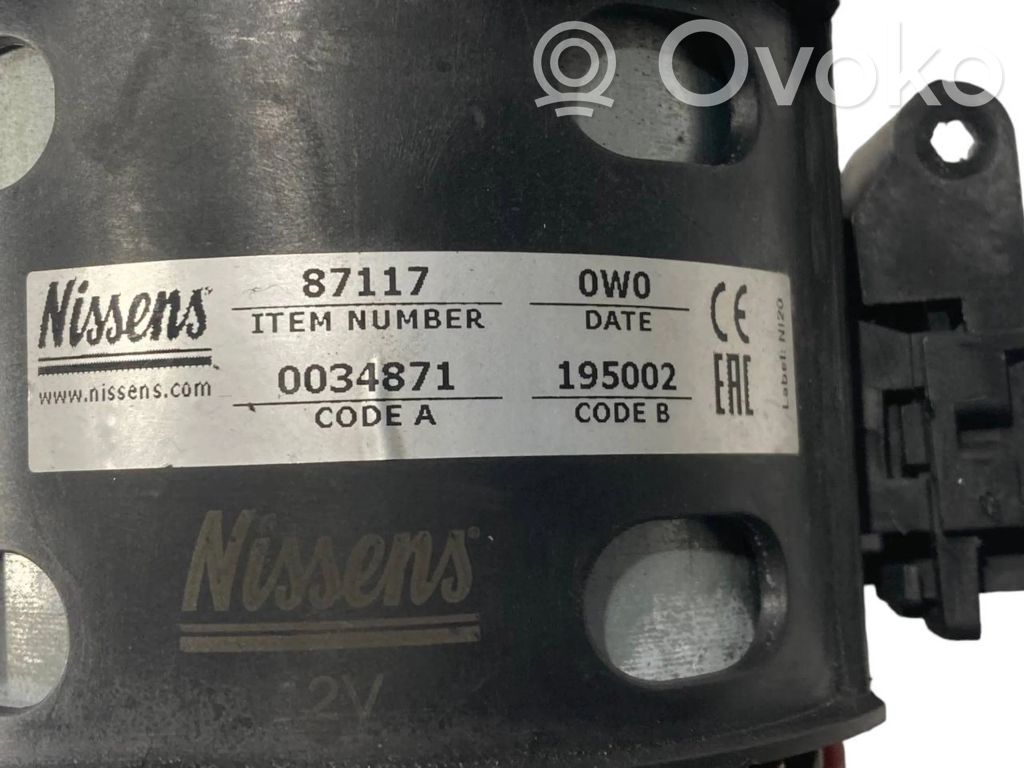 Ovoko
Nissens
www.nissens.com
87117
ITEM NUMBER
0W0
DATE
0034871
CODE A
195002
CODE B
CE
EAC
Label: NI20
Nissens
2V